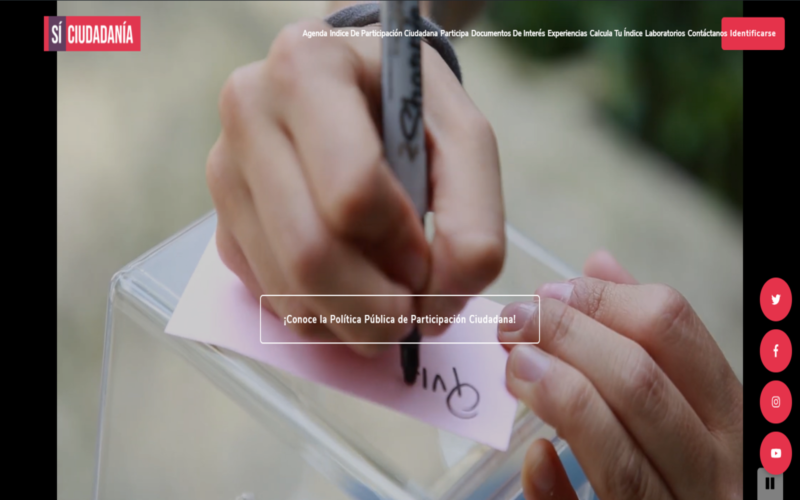 SÍ CIUDADANÍA
Agenda Indice De Participación Ciudadana Participa Documentos De Interés Experiencias Calcula Tu Índice Laboratorios Contáctanos Identificarse
Sharpie
¡Conoce la Política Pública de Participación Ciudadana!